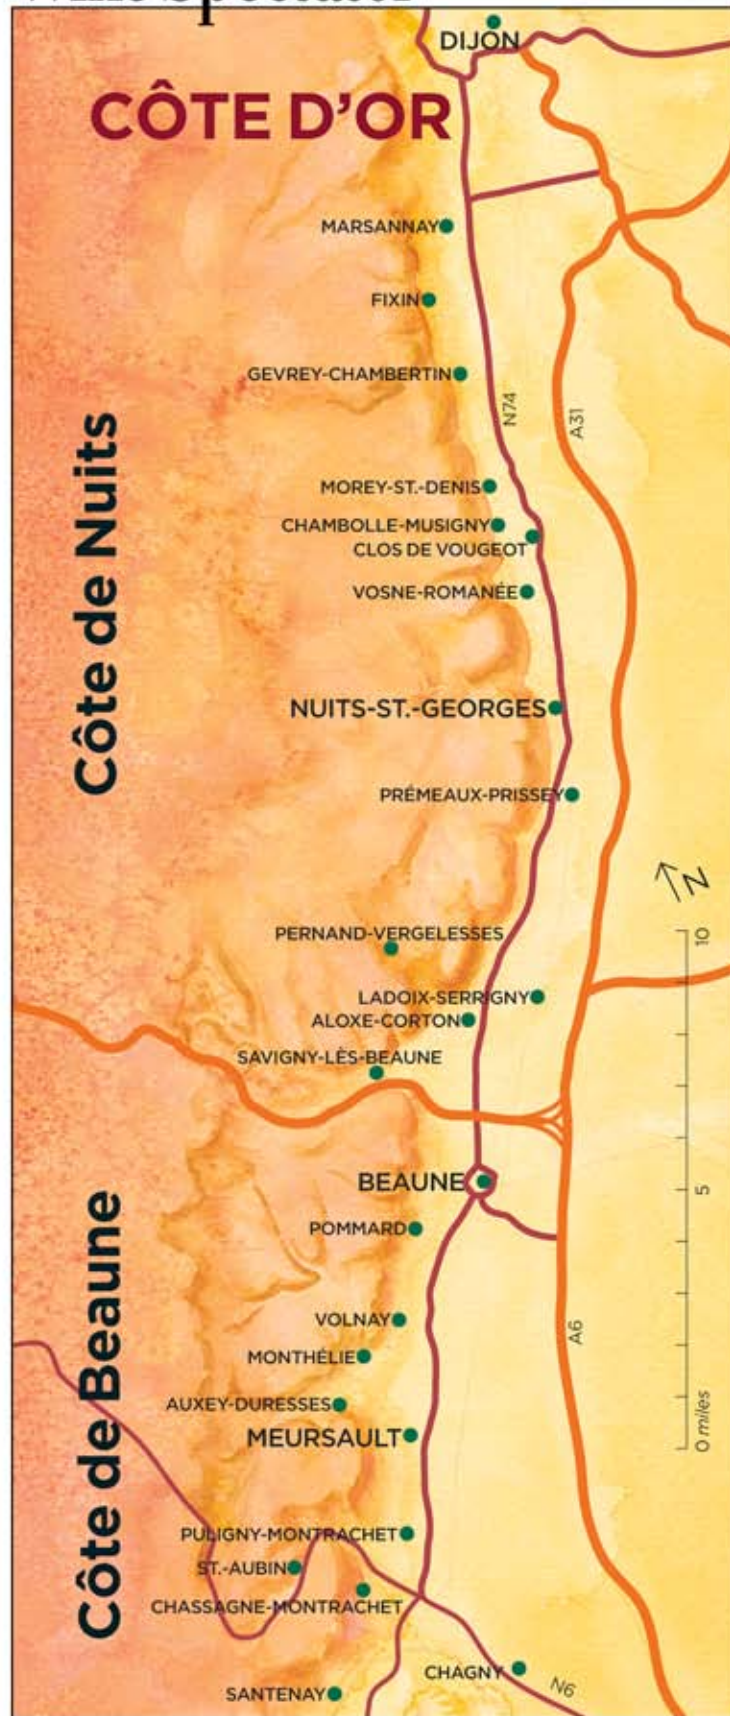 Wine Spectator
DIJON
CÔTE D'OR
MARSANNAY
FIXIN
GEVREY-CHAMBERTIN
N74
A31
Côte de Nuits
MOREY-ST.-DENIS
CHAMBOLLE-MUSIGNY
CLOS DE VOUGEOT
VOSNE-ROMANÉE
NUITS-ST.-GEORGES
PRÉMEAUX-PRISSEY
N
PERNAND-VERGELESSES
10
LADOIX-SERRIGNY
ALOXE-CORTON
SAVIGNY-LÈS-BEAUNE
BEAUNE
5
POMMARD
Côte de Beaune
VOLNAY
A6
MONTHÉLIE
AUXEY-DURESSES
0 miles
MEURSAULT
PULIGNY-MONTRACHET
ST.-AUBIN
CHASSAGNE-MONTRACHET
CHAGNY
N6
SANTENAY